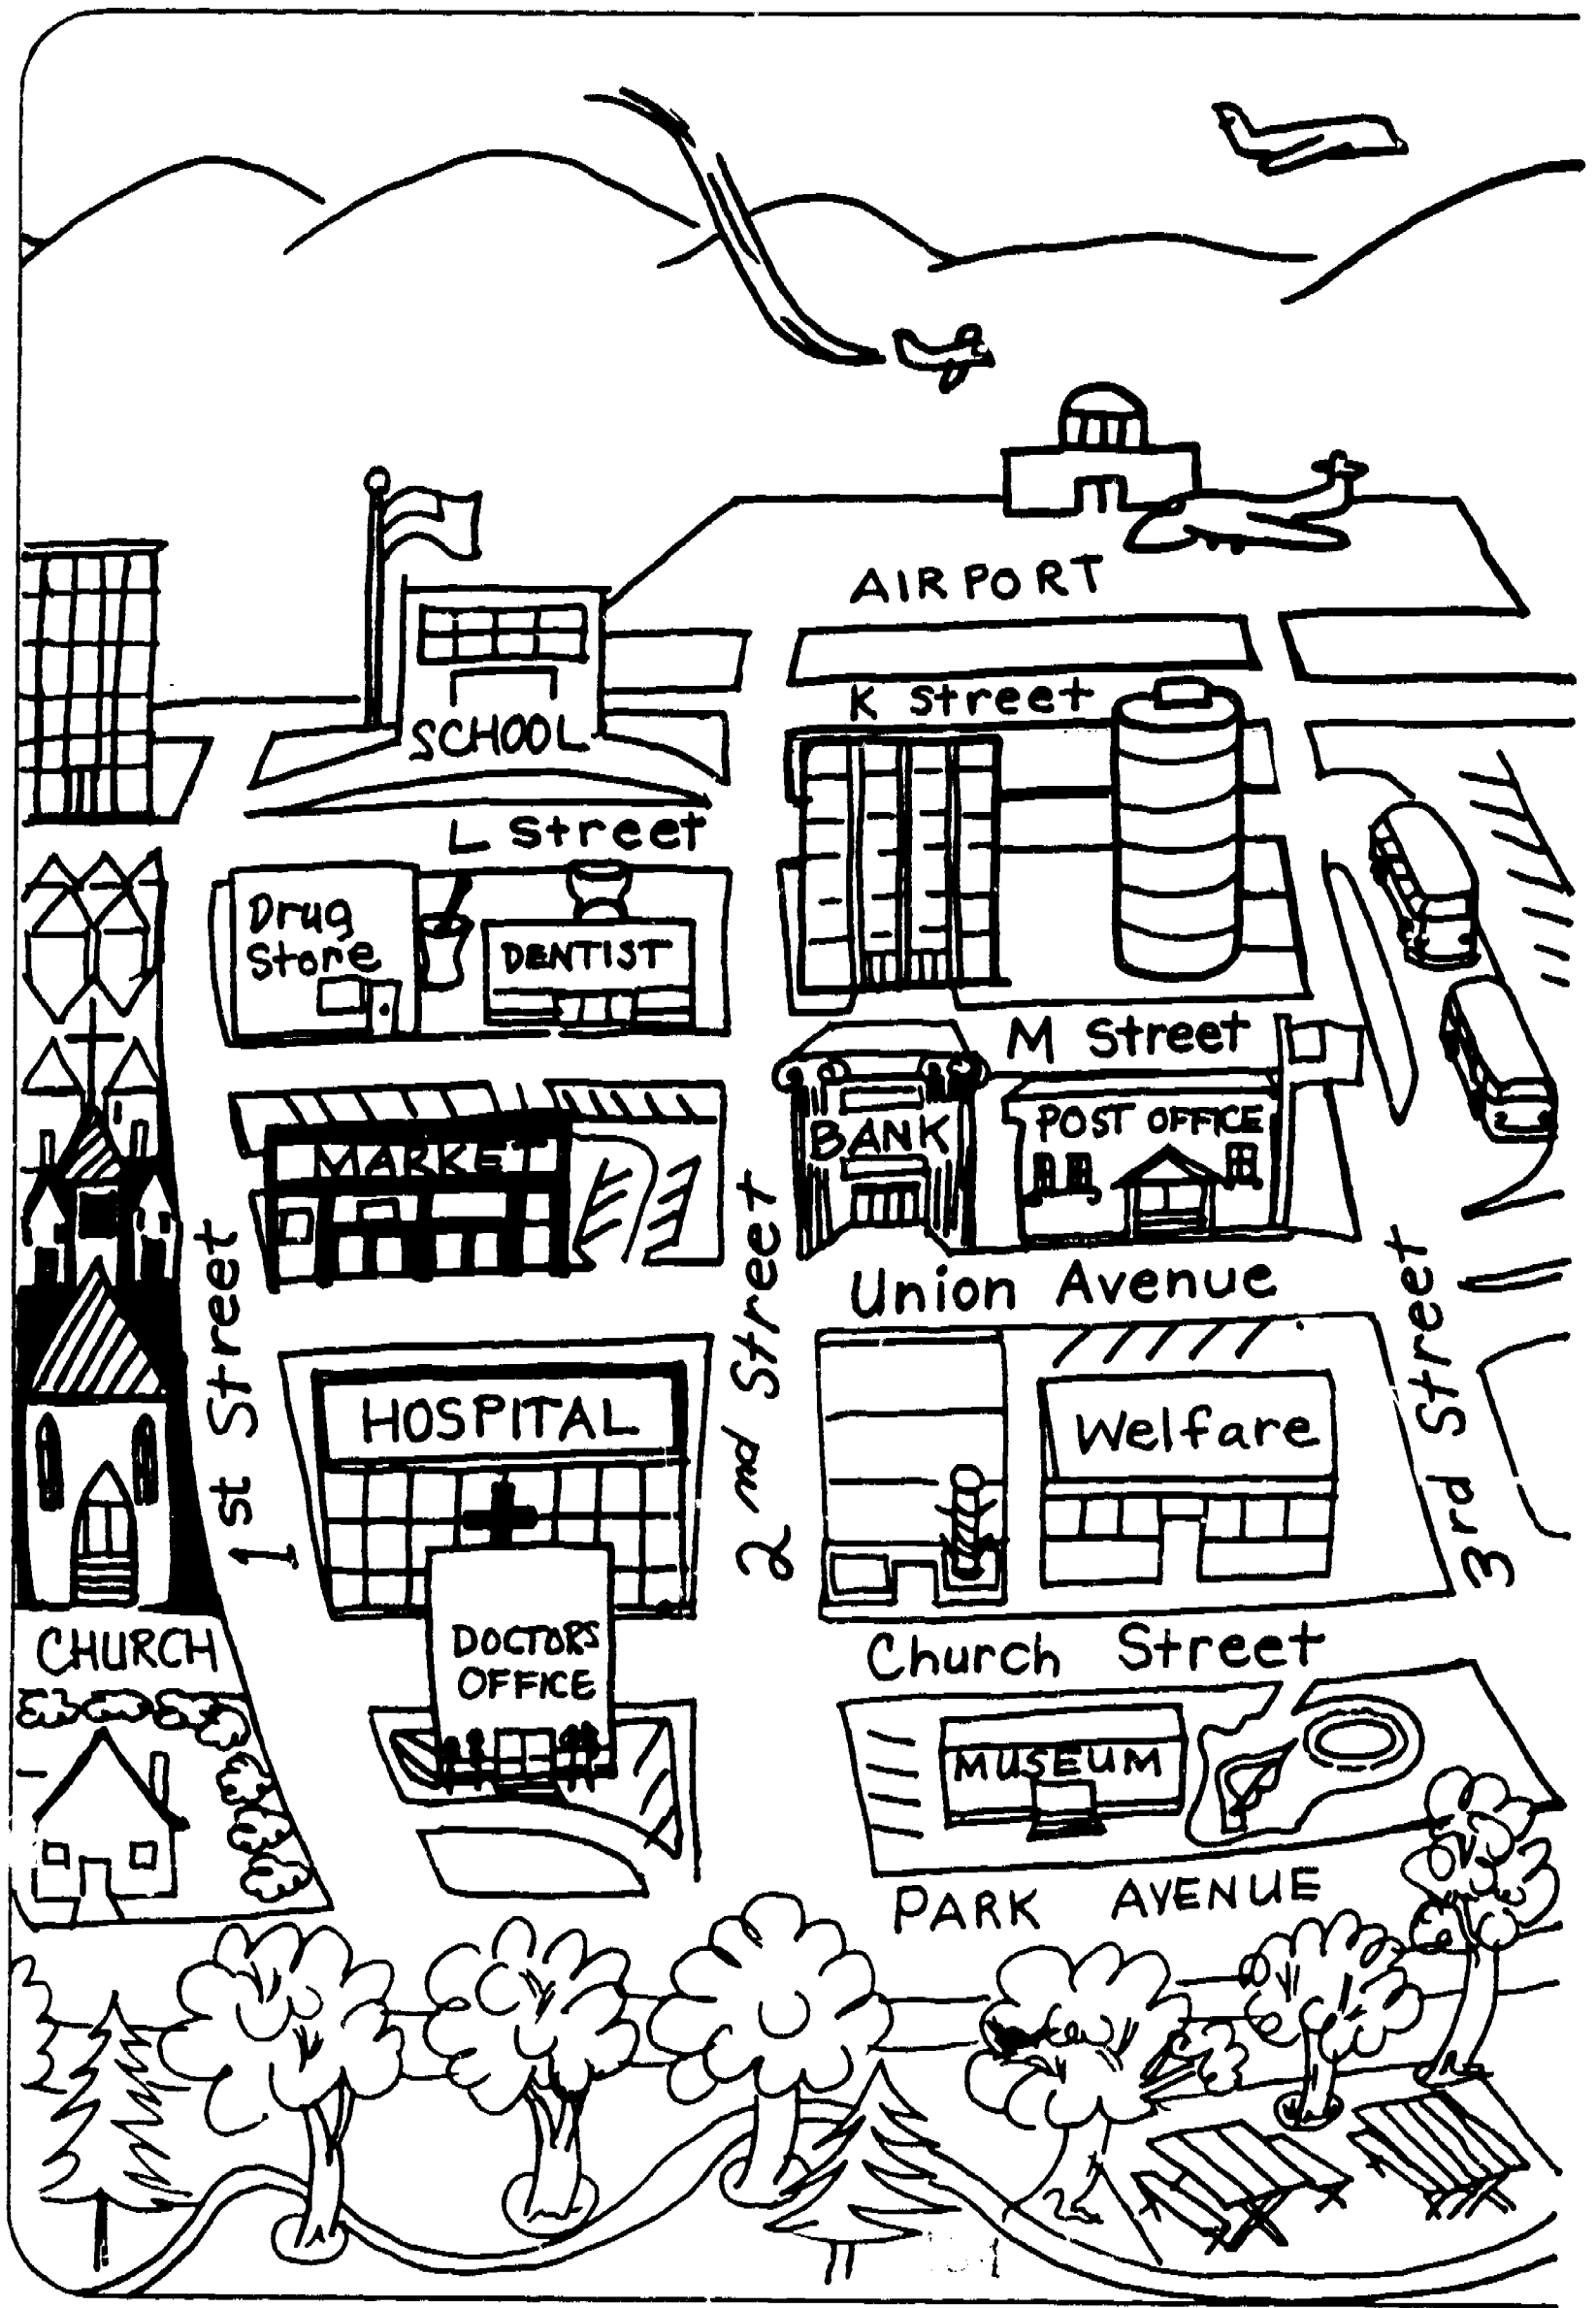 AIRPORT
K Street
SCHOOL
L Street
Drug
Store
DENTIST
M Street
BANK
POST OFFICE
MARKET
1st Street
2nd Street
3rd Street
Union Avenue
HOSPITAL
Welfare
DOCTORS
OFFICE
CHURCH
Church Street
MUSEUM
PARK AVENUE